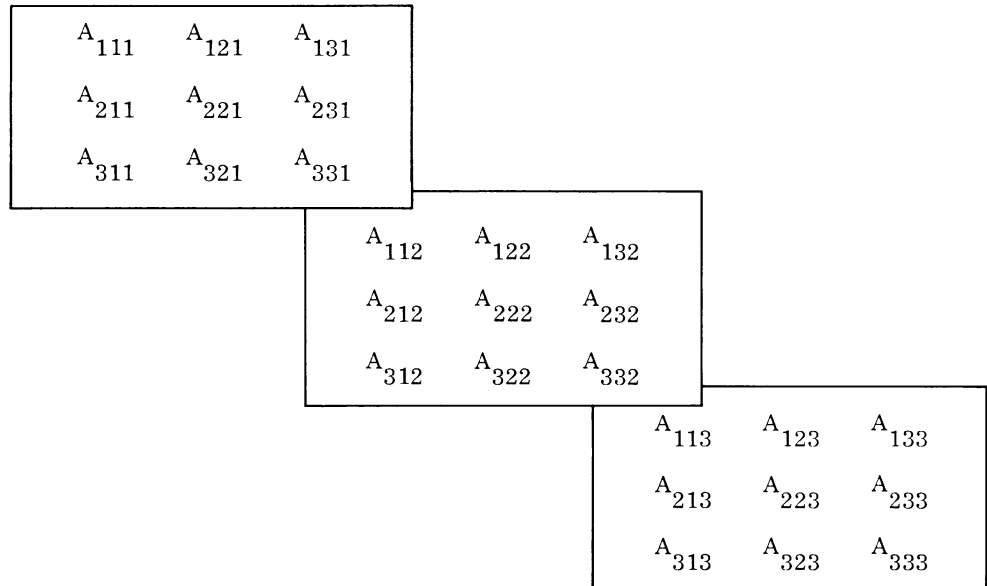 A₁₁₁ A₁₂₁ A₁₃₁
A₂₁₁ A₂₂₁ A₂₃₁
A₃₁₁ A₃₂₁ A₃₃₁
A₁₁₂ A₁₂₂ A₁₃₂
A₂₁₂ A₂₂₂ A₂₃₂
A₃₁₂ A₃₂₂ A₃₃₂
A₁₁₃ A₁₂₃ A₁₃₃
A₂₁₃ A₂₂₃ A₂₃₃
A₃₁₃ A₃₂₃ A₃₃₃